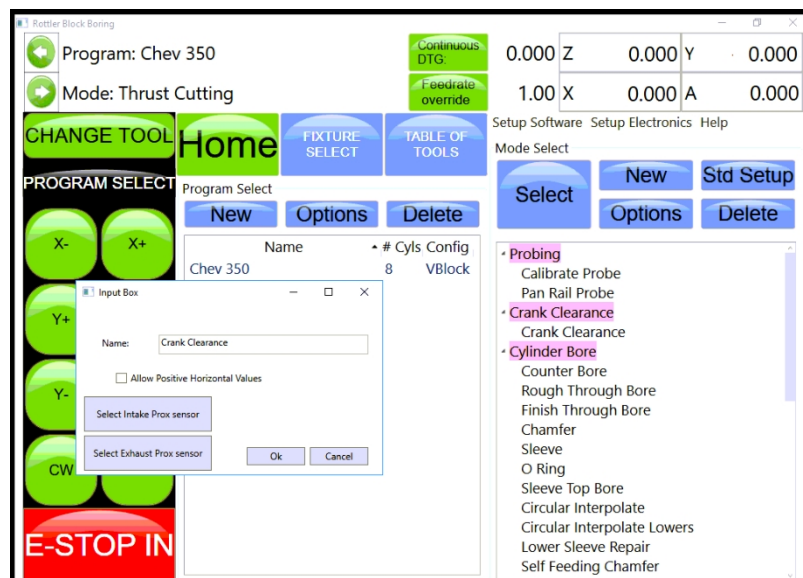 Rottler Block Boring
Program: Chev 350
Continuous DTG:
0.000 Z 0.000 Y 0.000
Mode: Thrust Cutting
Feedrate override
1.00 X 0.000 A 0.000
CHANGE TOOL
Home
FIXTURE SELECT
TABLE OF TOOLS
Setup Software Setup Electronics Help
Mode Select
PROGRAM SELECT
Program Select
Select
New
Std Setup
Options
Delete
New
Options
Delete
X-
X+
Name # Cyls Config
Chev 350 8 VBlock
Probing
Calibrate Probe
Pan Rail Probe
Crank Clearance
Crank Clearance
Cylinder Bore
Counter Bore
Rough Through Bore
Finish Through Bore
Chamfer
Sleeve
O Ring
Sleeve Top Bore
Circular Interpolate
Circular Interpolate Lowers
Lower Sleeve Repair
Self Feeding Chamfer
Input Box
Name: Crank Clearance
Allow Positive Horizontal Values
Select Intake Prox sensor
Select Exhaust Prox sensor
Ok
Cancel
Y+
Y-
CW
E-STOP IN